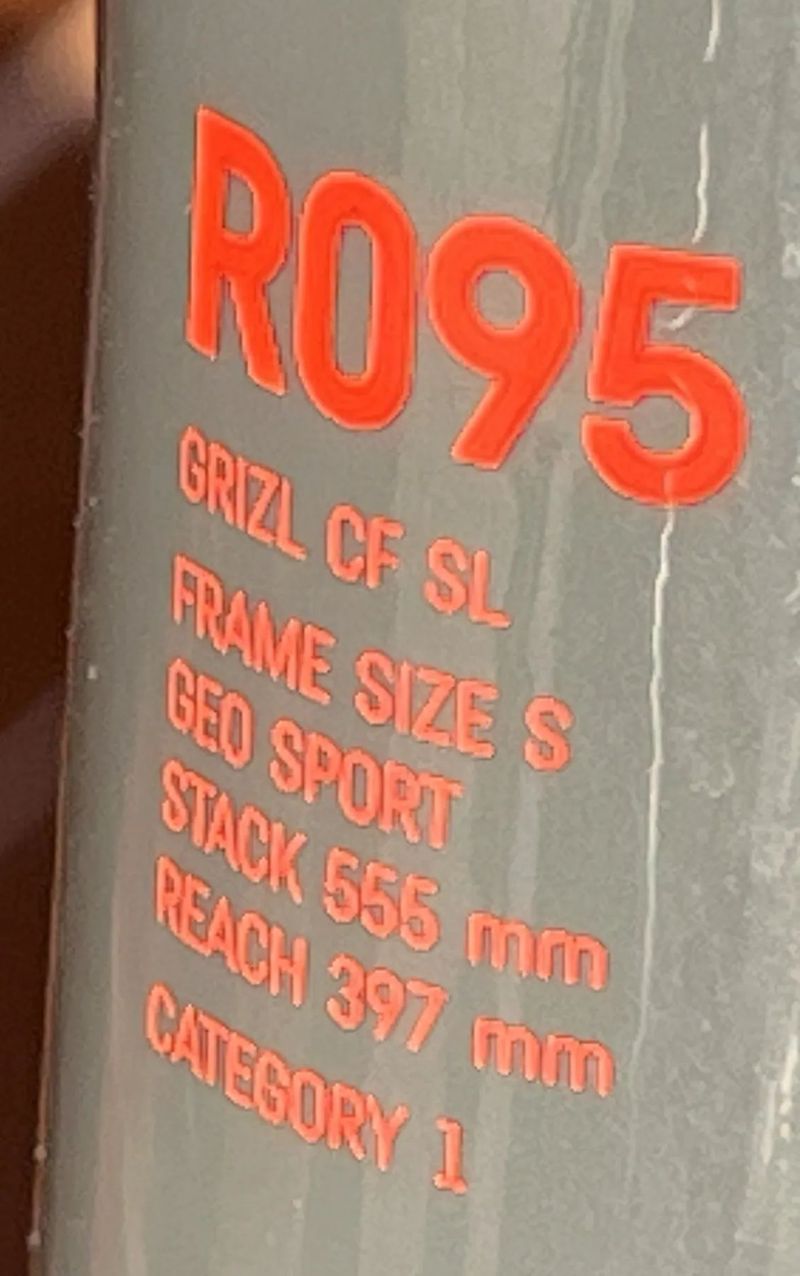 R095
GRIZL CF SL
FRAME SIZE S
GEO SPORT
STACK 555 mm
REACH 397 mm
CATEGORY 1